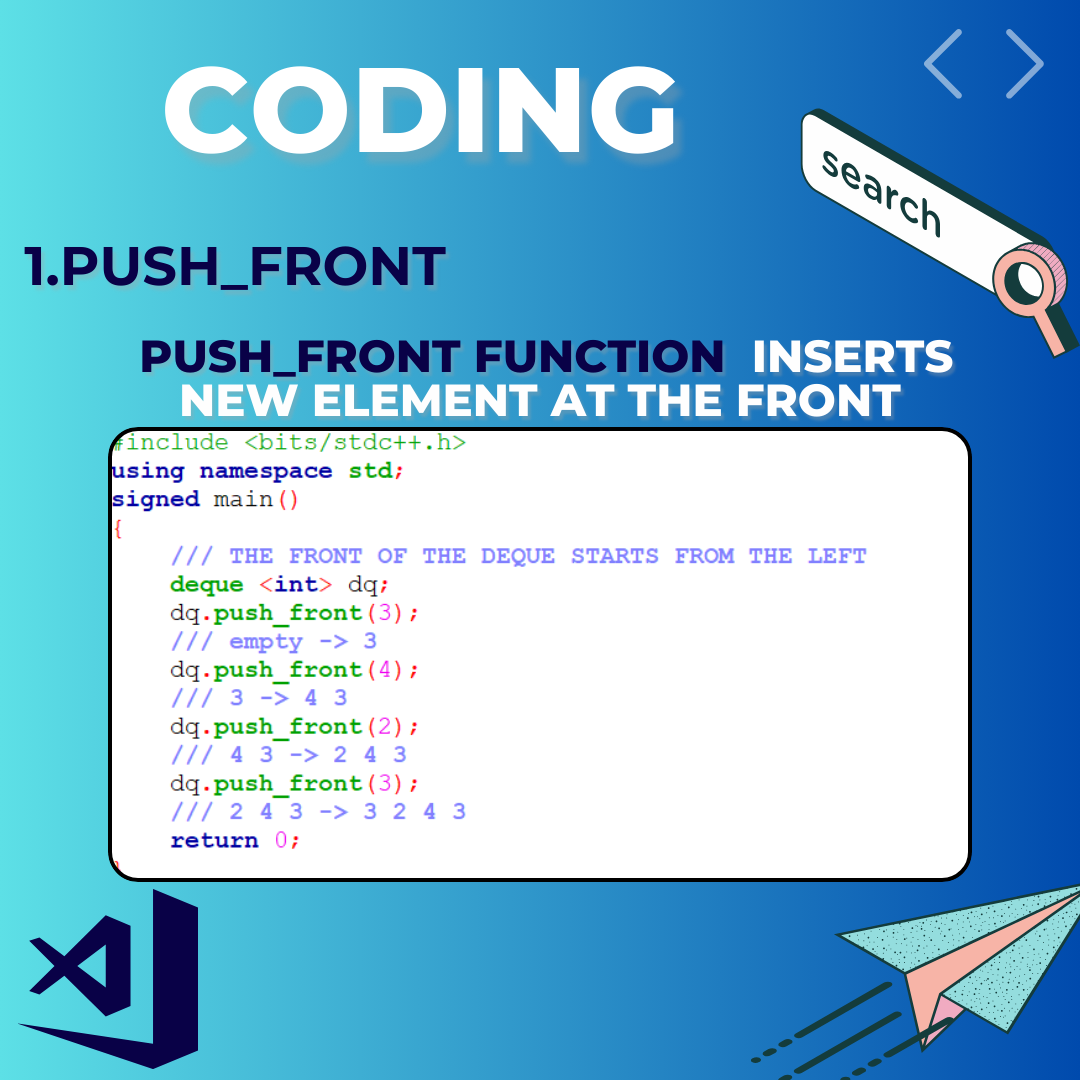 CODING
search
1.PUSH_FRONT
PUSH_FRONT FUNCTION INSERTS
NEW ELEMENT AT THE FRONT
#include <bits/stdc++.h>
using namespace std;
signed main()
{
    /// THE FRONT OF THE DEQUE STARTS FROM THE LEFT
    deque <int> dq;
    dq.push_front(3);
    /// empty -> 3
    dq.push_front(4);
    /// 3 -> 4 3
    dq.push_front(2);
    /// 4 3 -> 2 4 3
    dq.push_front(3);
    /// 2 4 3 -> 3 2 4 3
    return 0;